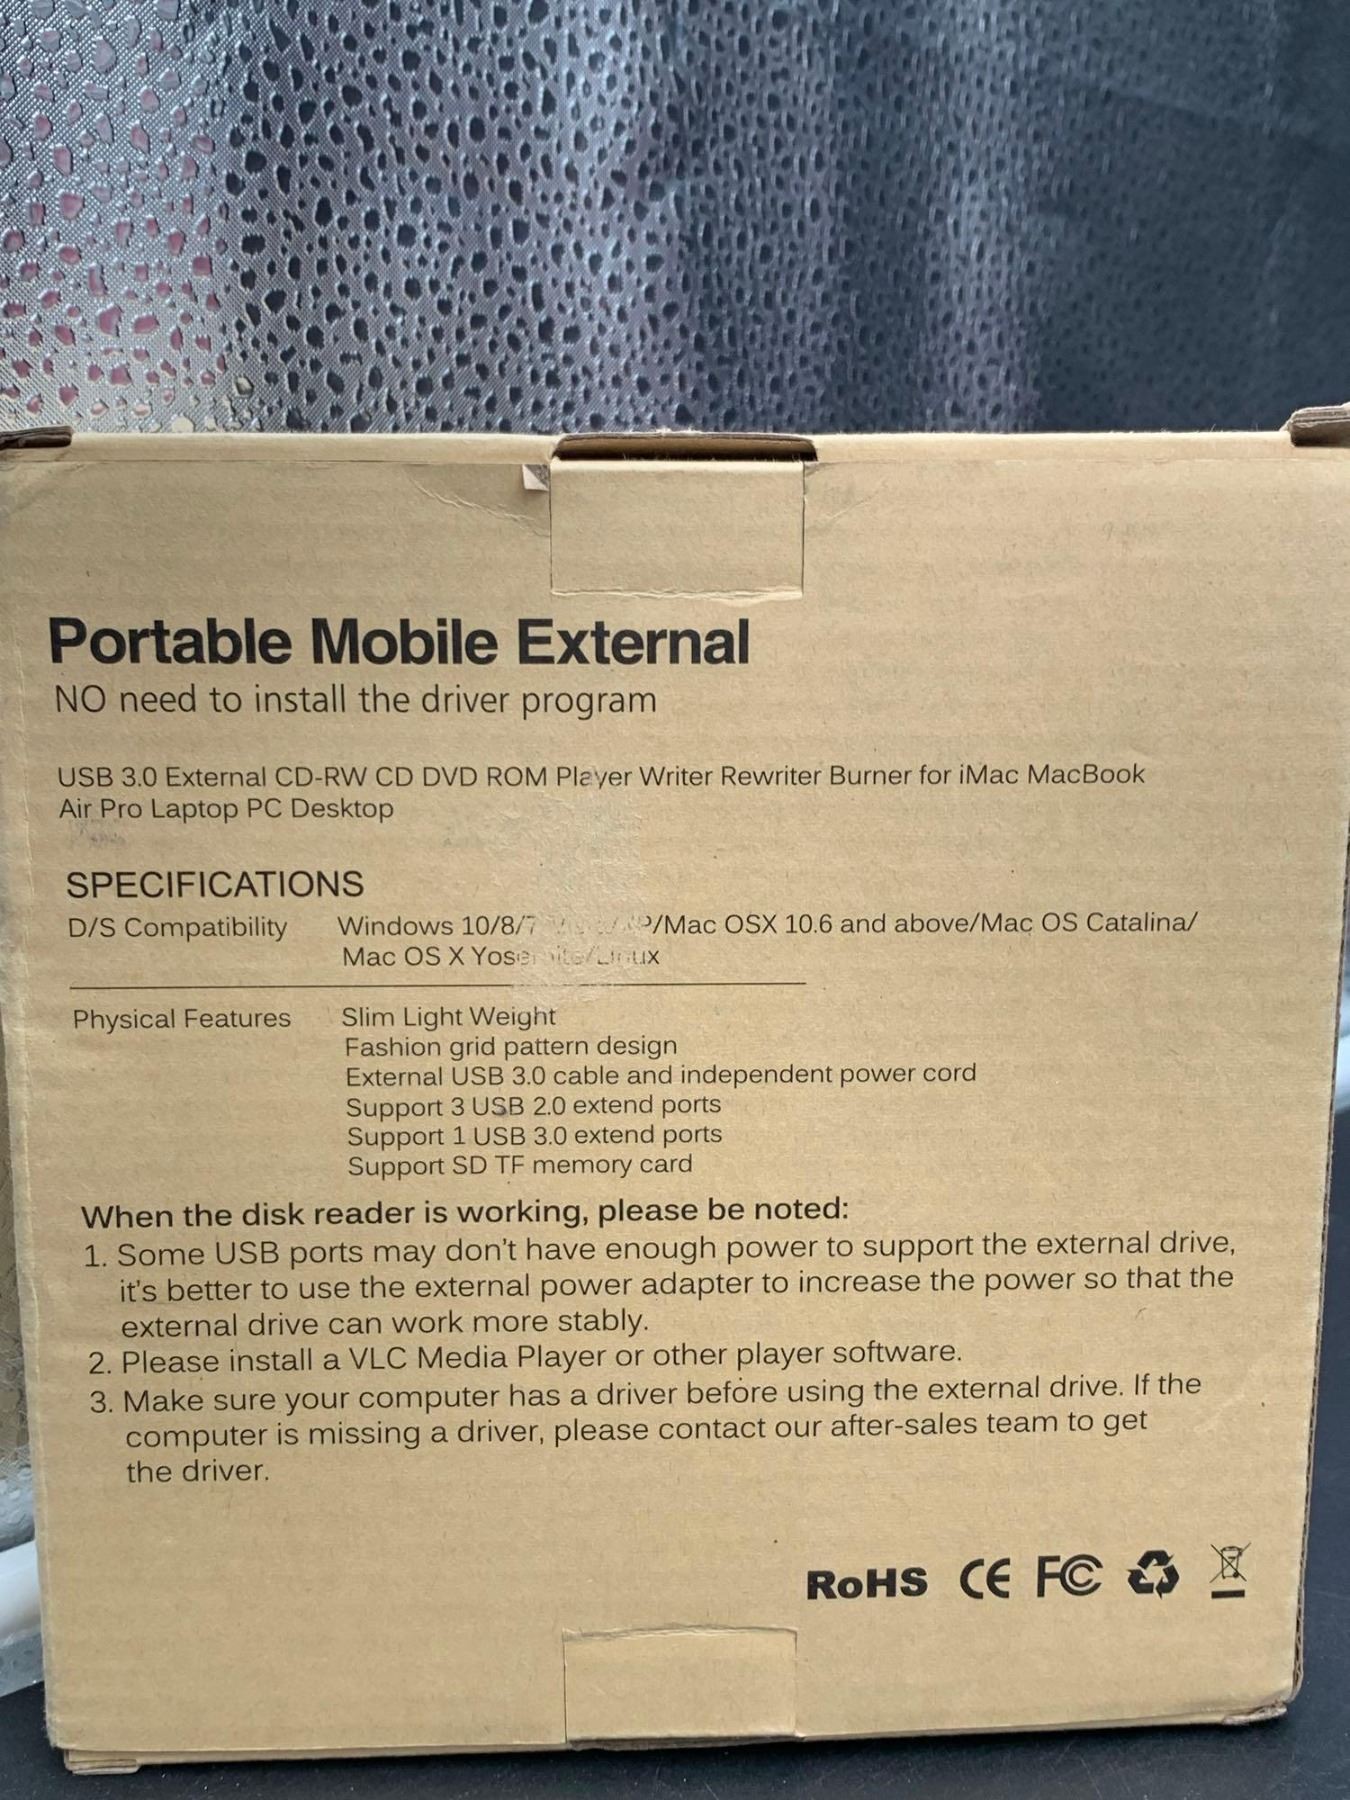 Portable Mobile External
NO need to install the driver program
USB 3.0 External CD-RW CD DVD ROM Player Writer Rewriter Burner for iMac MacBook
Air Pro Laptop PC Desktop
SPECIFICATIONS
D/S Compatibility Windows 10/8/7 /Mac OSX 10.6 and above/Mac OS Catalina/
Mac OS X Yosemite/Linux
Physical Features Slim Light Weight
Fashion grid pattern design
External USB 3.0 cable and independent power cord
Support 3 USB 2.0 extend ports
Support 1 USB 3.0 extend ports
Support SD TF memory card
When the disk reader is working, please be noted:
1. Some USB ports may don't have enough power to support the external drive,
it's better to use the external power adapter to increase the power so that the
external drive can work more stably.
2. Please install a VLC Media Player or other player software.
3. Make sure your computer has a driver before using the external drive. If the
computer is missing a driver, please contact our after-sales team to get
the driver.
RoHS CE FC